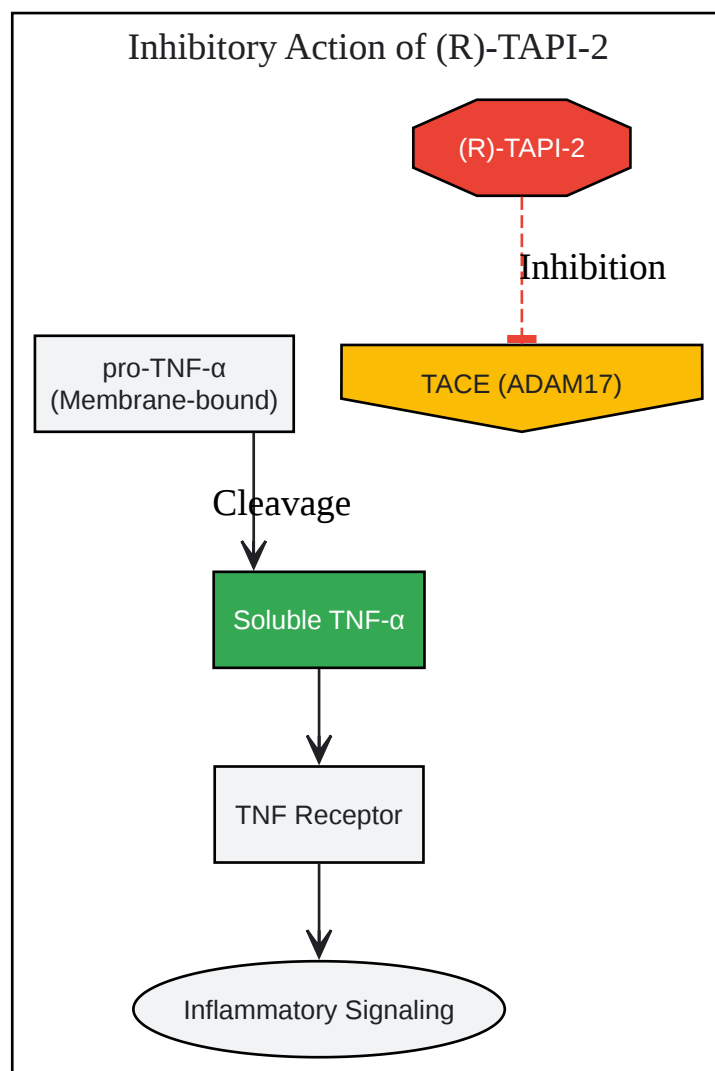 Inhibitory Action of (R)-TAPI-2
(R)-TAPI-2
Inhibition
pro-TNF-α
(Membrane-bound)
TACE (ADAM17)
Cleavage
Soluble TNF-α
TNF Receptor
Inflammatory Signaling